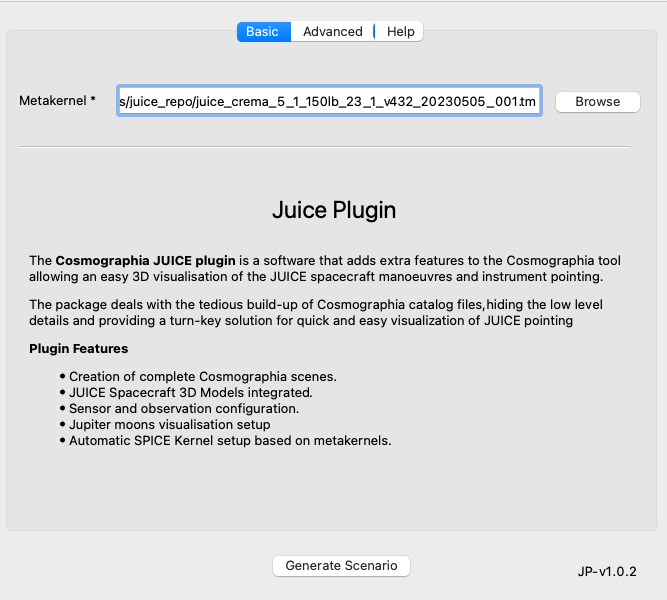 Basic Advanced Help
Metakernel * s/juice_repo/juice_crema_5_1_150lb_23_1_v432_20230505_001.tm Browse
Juice Plugin
The Cosmographia JUICE plugin is a software that adds extra features to the Cosmographia tool
allowing an easy 3D visualisation of the JUICE spacecraft manoeuvres and instrument pointing.
The package deals with the tedious build-up of Cosmographia catalog files,hiding the low level
details and providing a turn-key solution for quick and easy visualization of JUICE pointing
Plugin Features
• Creation of complete Cosmographia scenes.
• JUICE Spacecraft 3D Models integrated.
• Sensor and observation configuration.
• Jupiter moons visualisation setup
• Automatic SPICE Kernel setup based on metakernels.
Generate Scenario
JP-v1.0.2